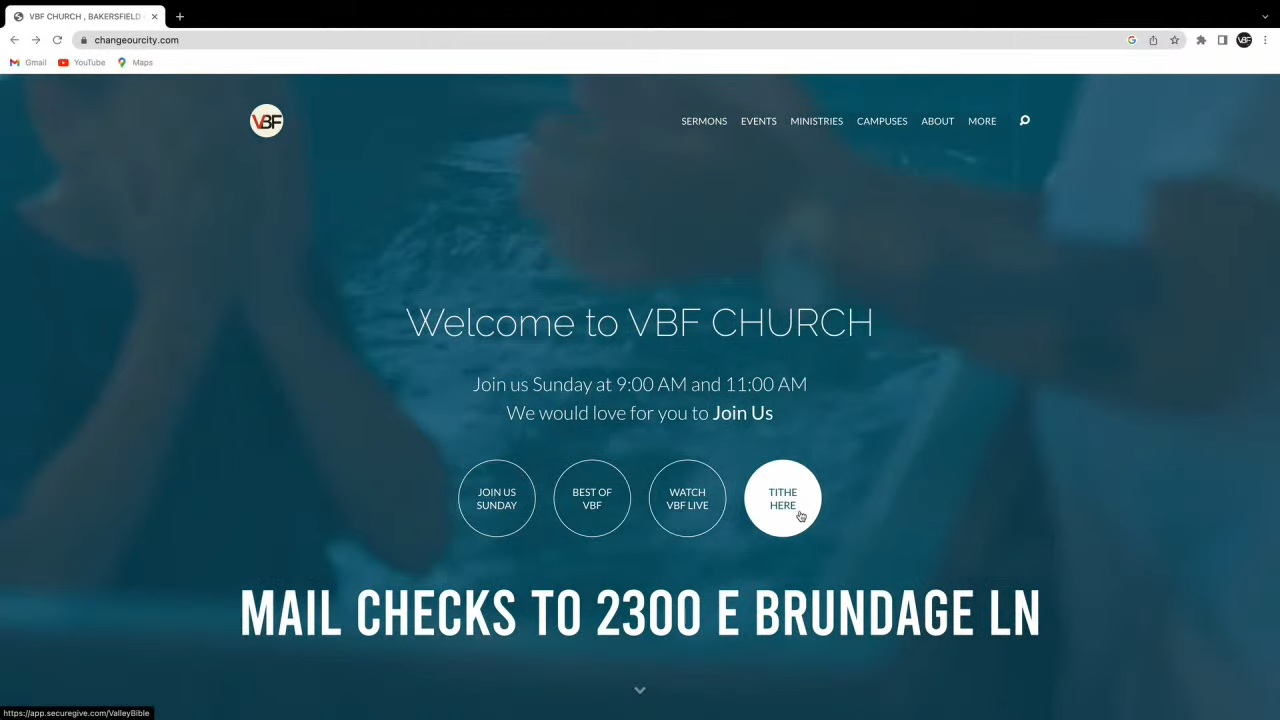 VBF CHURCH , BAKERSFIELD
changeourcity.com
VBF
Gmail
YouTube
Maps
VBF
SERMONS
EVENTS
MINISTRIES
CAMPUSES
ABOUT
MORE
Welcome to VBF CHURCH
Join us Sunday at 9:00 AM and 11:00 AM
We would love for you to Join Us
JOIN US
SUNDAY
BEST OF
VBF
WATCH
VBF LIVE
TITHE
HERE
MAIL CHECKS TO 2300 E BRUNDAGE LN
https://app.securegive.com/ValleyBible